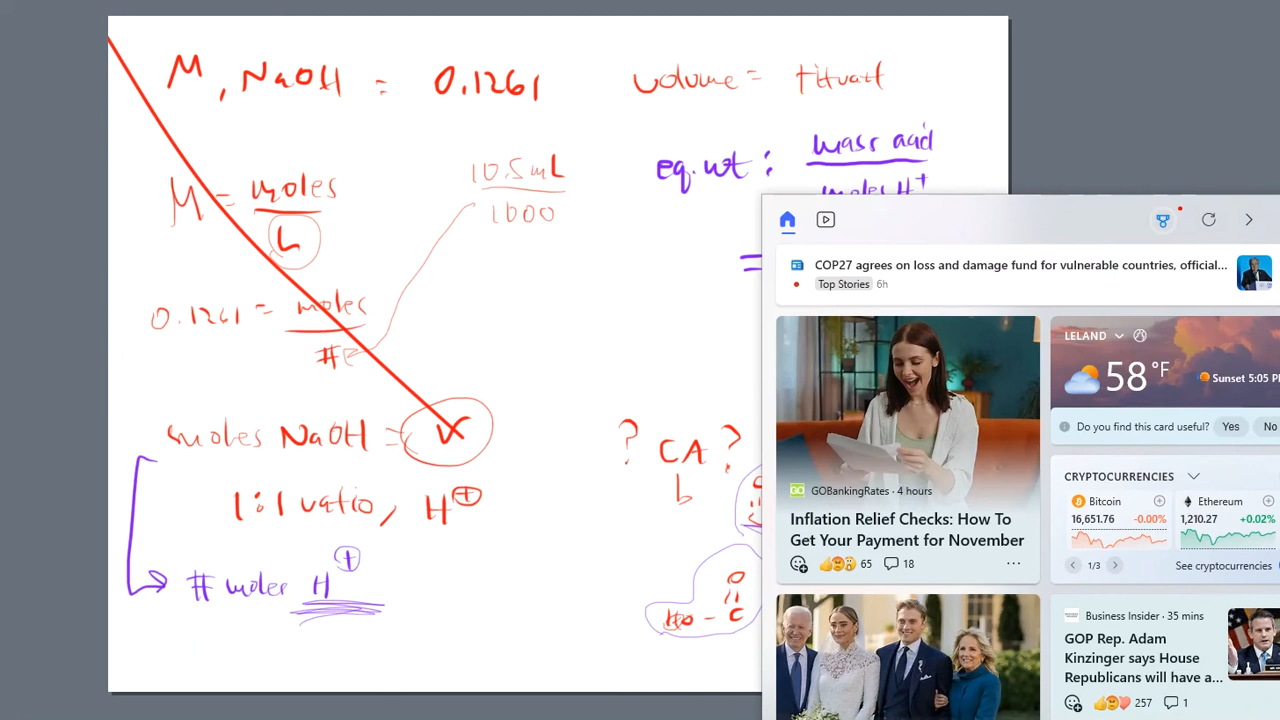 M, NaOH = 0.1261
volume = titrant
eq. wt : mass acid
moles H+
M = moles
L
10.5 mL
1000
=
0.1261 = moles
#
moles NaOH = X
1:1 ratio, H+
# moles H+
? CA ?
b
O
O
HO - C
COP27 agrees on loss and damage fund for vulnerable countries, official...
Top Stories 6h
GOBankingRates • 4 hours
Inflation Relief Checks: How To
Get Your Payment for November
65 18
LELAND
58 °F
Sunset 5:05 PM
Do you find this card useful? Yes No
CRYPTOCURRENCIES
Bitcoin Ethereum
16,651.76 -0.00% 1,210.27 +0.02%
1/3 See cryptocurrencies
Business Insider • 35 mins
GOP Rep. Adam
Kinzinger says House
Republicans will have a...
257 1